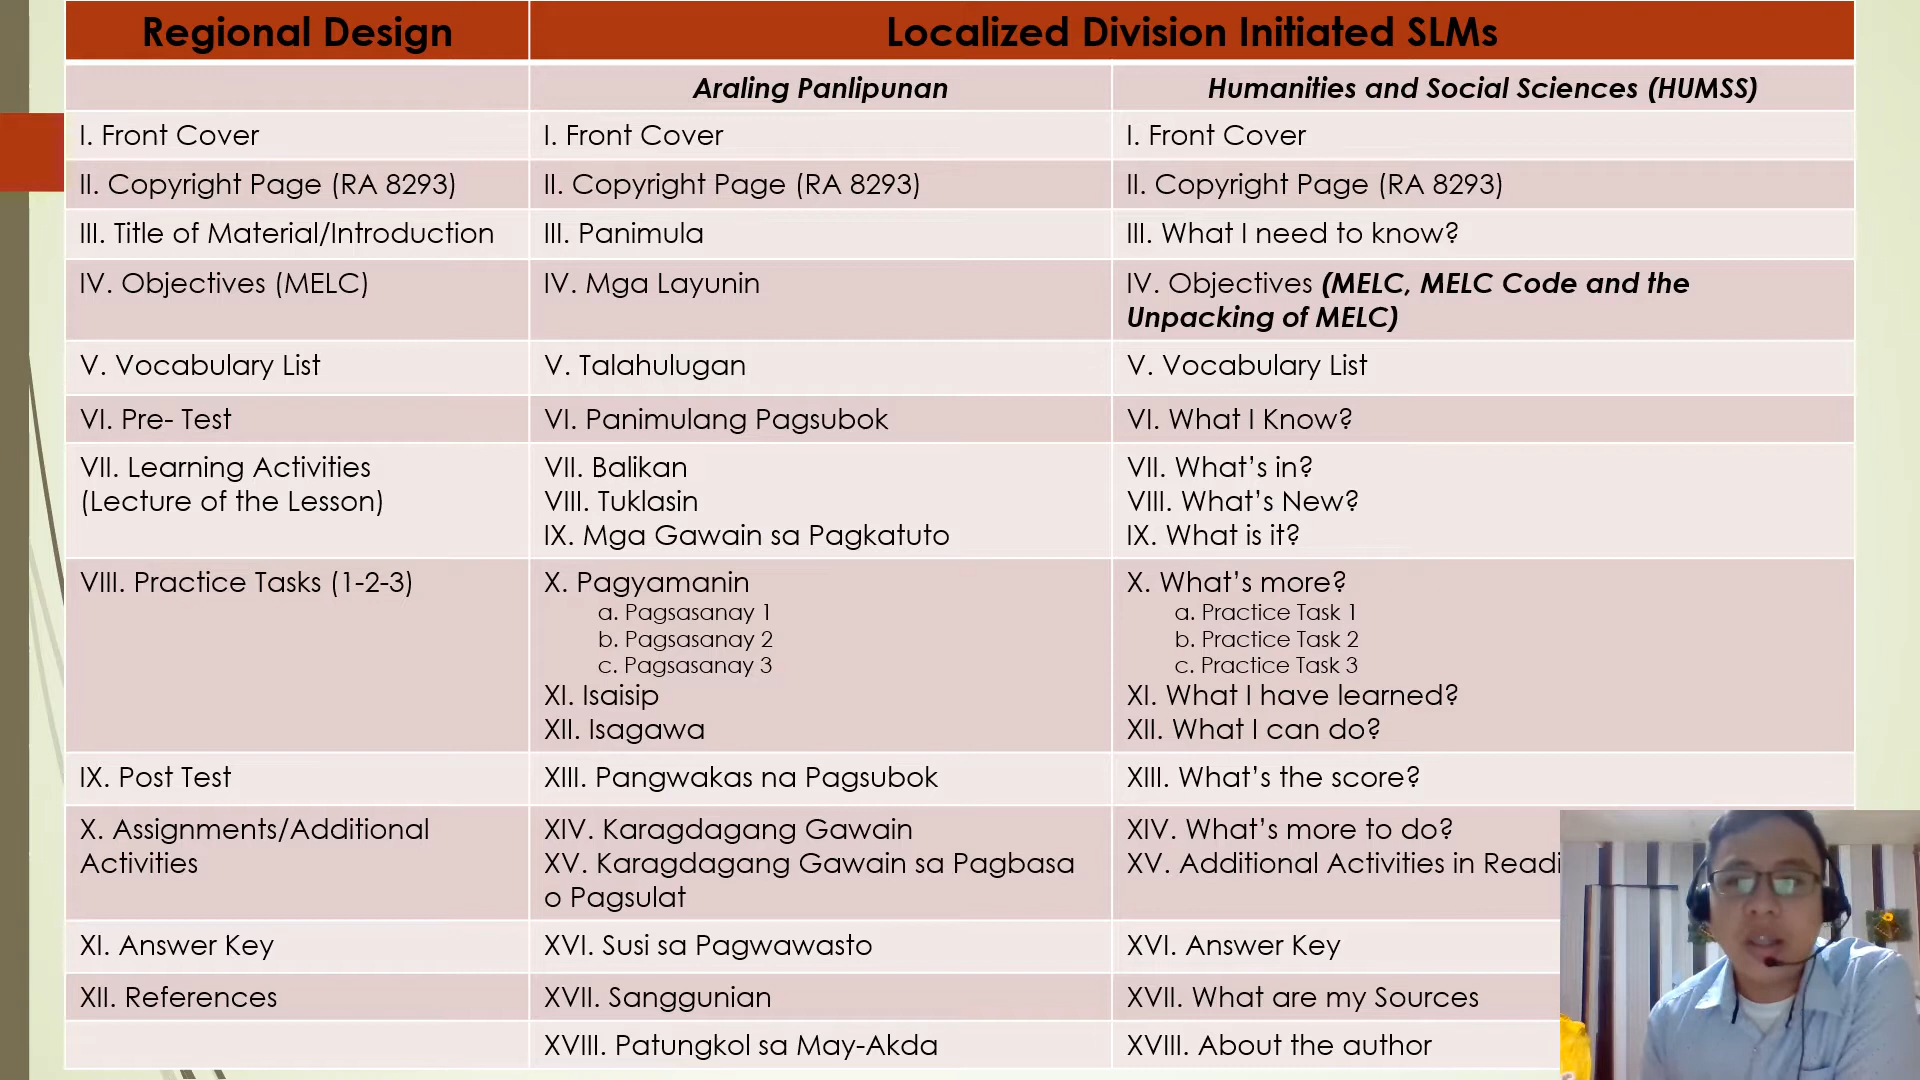 Regional Design
Localized Division Initiated SLMs
Araling Panlipunan
Humanities and Social Sciences (HUMSS)
I. Front Cover
I. Front Cover
I. Front Cover
II. Copyright Page (RA 8293)
II. Copyright Page (RA 8293)
II. Copyright Page (RA 8293)
III. Title of Material/Introduction
III. Panimula
III. What I need to know?
IV. Objectives (MELC)
IV. Mga Layunin
IV. Objectives (MELC, MELC Code and the
Unpacking of MELC)
V. Vocabulary List
V. Talahulugan
V. Vocabulary List
VI. Pre- Test
VI. Panimulang Pagsubok
VI. What I Know?
VII. Learning Activities
(Lecture of the Lesson)
VII. Balikan
VIII. Tuklasin
IX. Mga Gawain sa Pagkatuto
VII. What’s in?
VIII. What’s New?
IX. What is it?
VIII. Practice Tasks (1-2-3)
X. Pagyamanin
a. Pagsasanay 1
b. Pagsasanay 2
c. Pagsasanay 3
XI. Isaisip
XII. Isagawa
X. What’s more?
a. Practice Task 1
b. Practice Task 2
c. Practice Task 3
XI. What I have learned?
XII. What I can do?
IX. Post Test
XIII. Pangwakas na Pagsubok
XIII. What’s the score?
X. Assignments/Additional
Activities
XIV. Karagdagang Gawain
XV. Karagdagang Gawain sa Pagbasa
o Pagsulat
XIV. What’s more to do?
XV. Additional Activities in
XI. Answer Key
XVI. Susi sa Pagwawasto
XVI. Answer Key
XII. References
XVII. Sanggunian
XVII. What are my Sources
XVIII. Patungkol sa May-Akda
XVIII. About the author